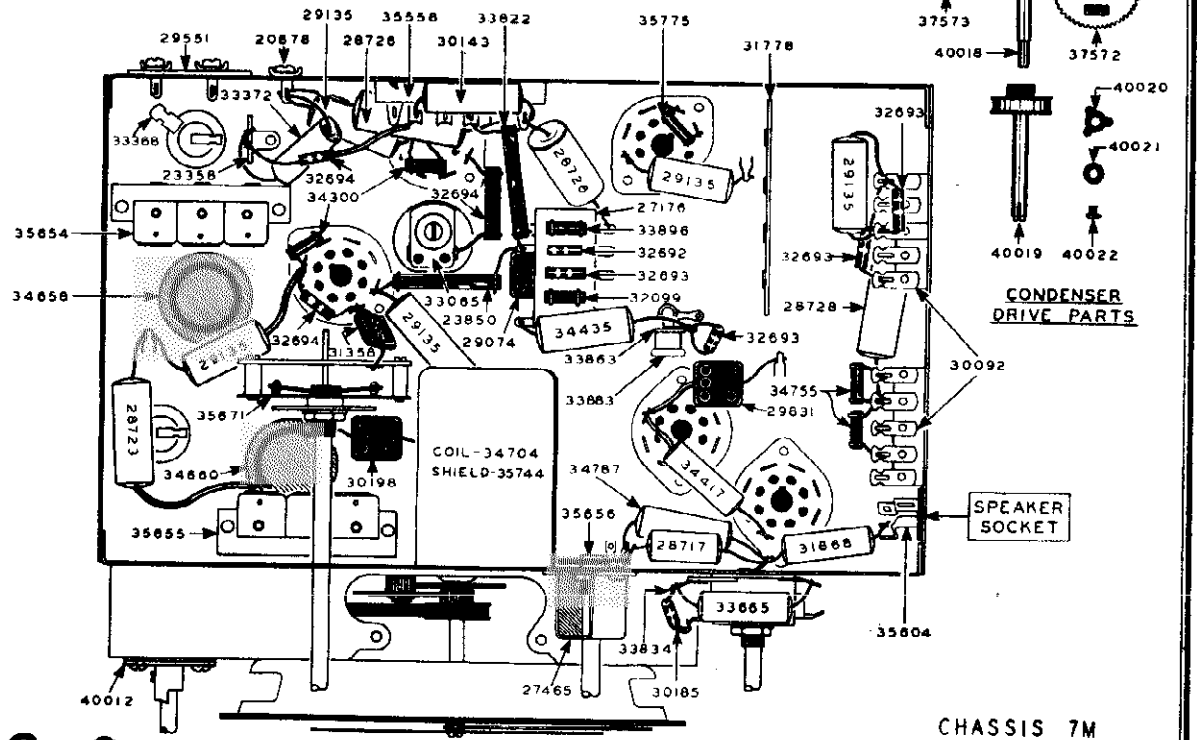 29135 35558 33822 35775 37573 37572
29551 20678 28726 30143 31778 40018
33372 40020
33388 28726 29135 29135 32693 40021
23358 32694 32694
34300 27176
35654 33896 40019 40022
32692 32693
34658 32693 CONDENSER
33065 32099 28728 DRIVE PARTS
23850
32694 31358 29135 29074 34435 33863 32693
30092
35671 33883 34755
29831
28723 COIL-34704
SHIELD-35744
34660 30198 34787 34417
35656 SPEAKER
SOCKET
35655 28717 31868
33665
33834 35604
40012 27465 30185
CHASSIS 7M